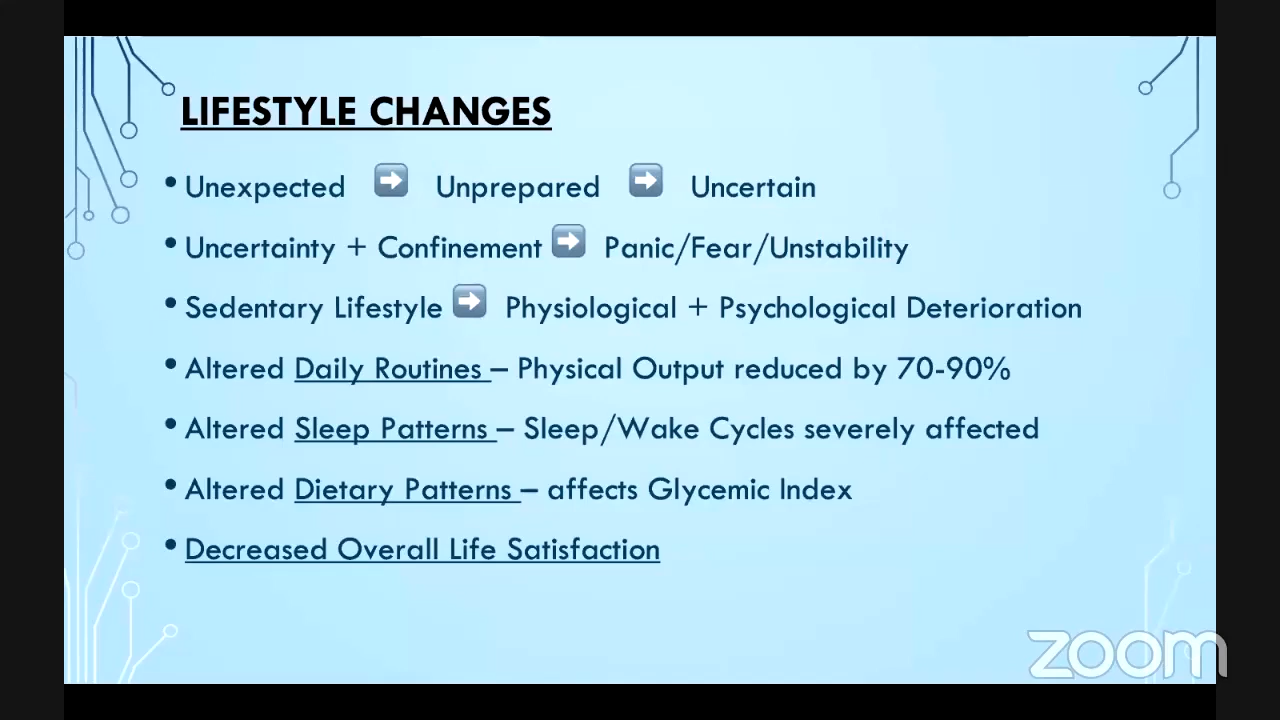 LIFESTYLE CHANGES
• Unexpected ➡ Unprepared ➡ Uncertain
• Uncertainty + Confinement ➡ Panic/Fear/Unstability
• Sedentary Lifestyle ➡ Physiological + Psychological Deterioration
• Altered Daily Routines – Physical Output reduced by 70-90%
• Altered Sleep Patterns – Sleep/Wake Cycles severely affected
• Altered Dietary Patterns – affects Glycemic Index
• Decreased Overall Life Satisfaction
zoom